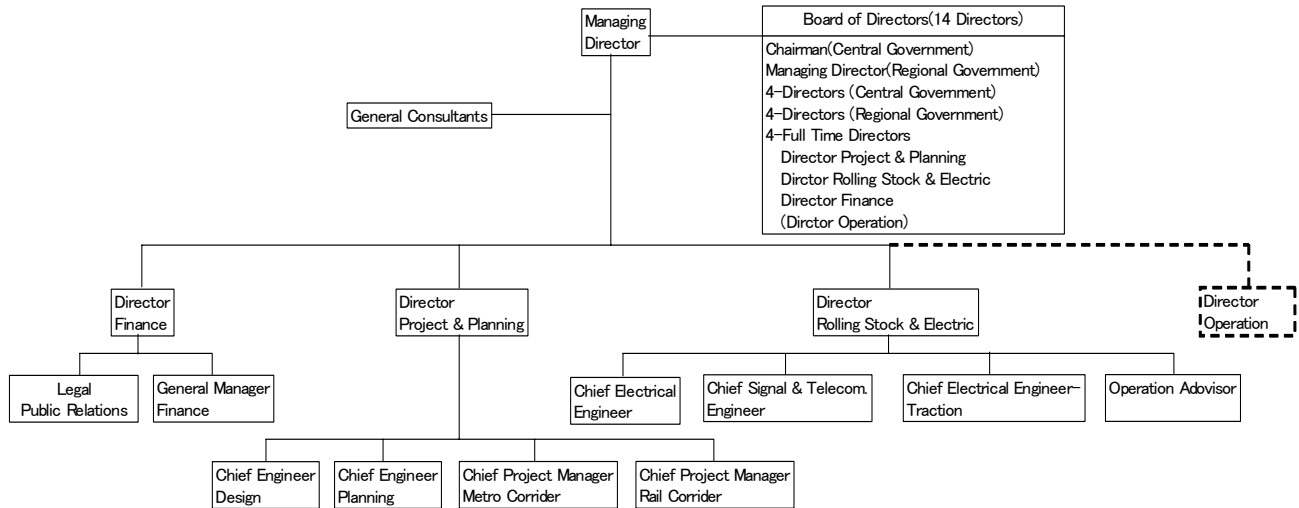 Managing
Director
Board of Directors(14 Directors)
Chairman(Central Government)
Managing Director(Regional Government)
4-Directors (Central Government)
4-Directors (Regional Government)
4-Full Time Directors
Director Project & Planning
Dirctor Rolling Stock & Electric
Director Finance
(Dirctor Operation)
General Consultants
Director
Finance
Director
Project & Planning
Director
Rolling Stock & Electric
Director
Operation
Legal
Public Relations
General Manager
Finance
Chief Electrical
Engineer
Chief Signal & Telecom.
Engineer
Chief Electrical Engineer-
Traction
Operation Adovisor
Chief Engineer
Design
Chief Engineer
Planning
Chief Project Manager
Metro Corrider
Chief Project Manager
Rail Corrider